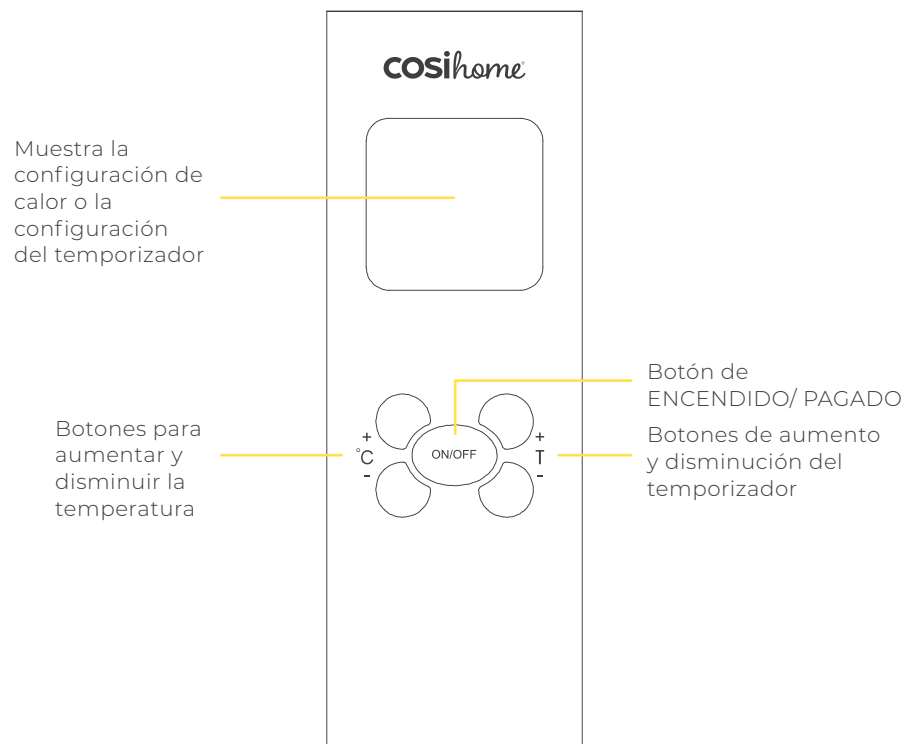 cosihome
Muestra la
configuración de
calor o la
configuración
del temporizador
Botón de
ENCENDIDO/ PAGADO
Botones para
aumentar y
disminuir la
temperatura
+
°C
-
ON/OFF
+
T
-
Botones de aumento
y disminución del
temporizador